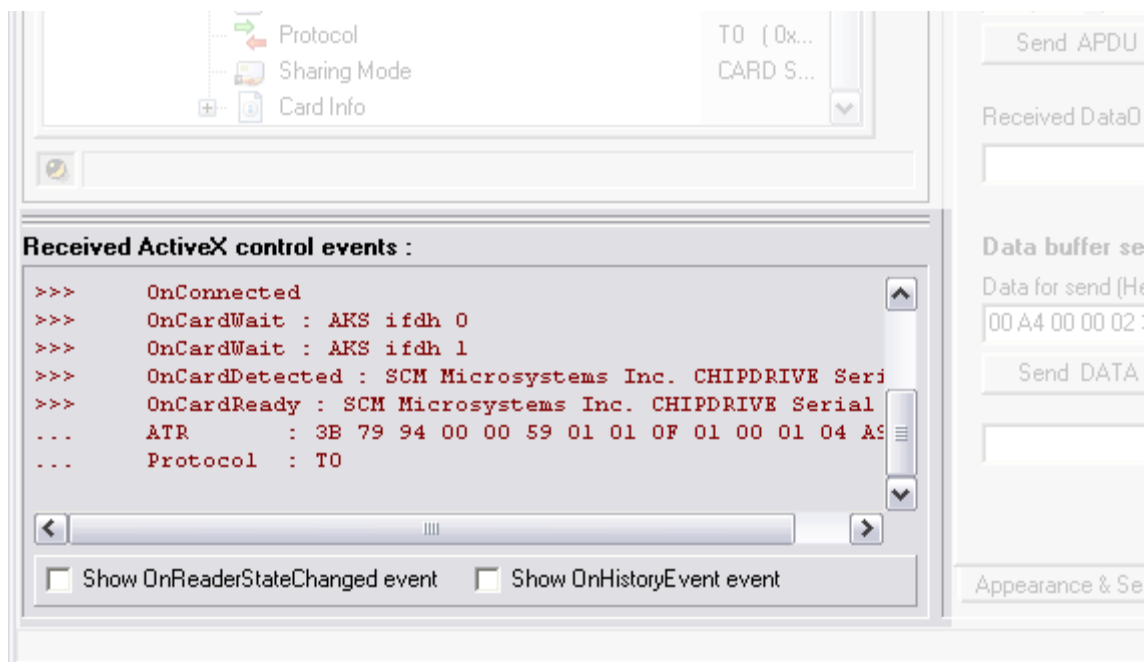 Protocol T0 ( 0x...
Sharing Mode CARD S...
Card Info
Send APDU
Received DataO
Received ActiveX control events :
>>> OnConnected
>>> OnCardWait : AKS ifdh 0
>>> OnCardWait : AKS ifdh 1
>>> OnCardDetected : SCM Microsystems Inc. CHIPDRIVE Seri
>>> OnCardReady : SCM Microsystems Inc. CHIPDRIVE Serial
... ATR : 3B 79 94 00 00 59 01 01 0F 01 00 01 04 A9
... Protocol : T0
Show OnReaderStateChanged event
Show OnHistoryEvent event
Data buffer se
Data for send (He
00 A4 00 00 02
Send DATA
Appearance & Se